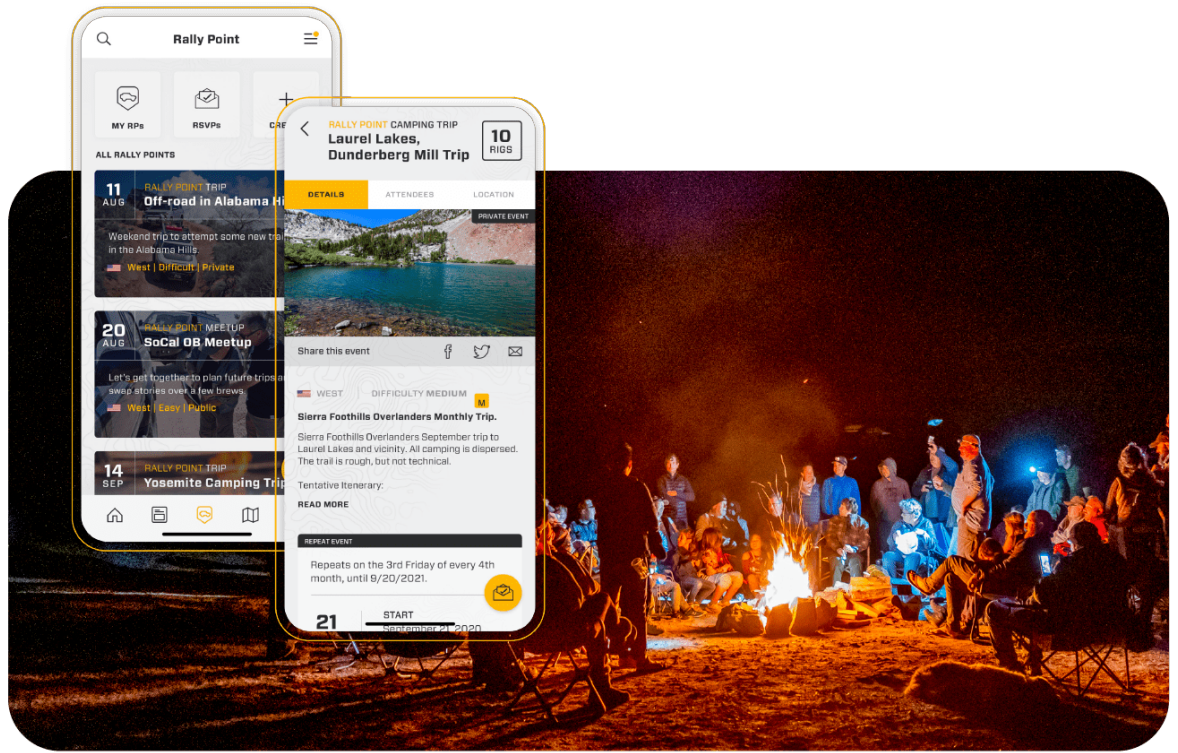 Rally Point
MY RPs
RSVPs
ALL RALLY POINTS
11
AUG
RALLY POINT TRIP
Off-road in Alabama
Weekend trip to attempt some new
in the Alabama Hills.
West | Difficult | Private
20
AUG
RALLY POINT MEETUP
SoCal OB Meetup
Let's get together to plan future trips
swap stories over a few brews.
West | Easy | Public
14
SEP
RALLY POINT TRIP
Yosemite Camping Trip
RALLY POINT CAMPING TRIP
Laurel Lakes,
Dunderberg Mill Trip
10
RIGS
DETAILS
ATTENDEES
LOCATION
PRIVATE EVENT
Share this event
WEST
DIFFICULTY MEDIUM
M
Sierra Foothills Overlanders Monthly Trip.
Sierra Foothills Overlanders September trip to
Laurel Lakes and vicinity. All camping is dispersed.
The trail is rough, but not technical.
Tentative Itenerary:
READ MORE
REPEAT EVENT
Repeats on the 3rd Friday of every 4th
month, until 9/20/2021.
21
START
September 21, 2020